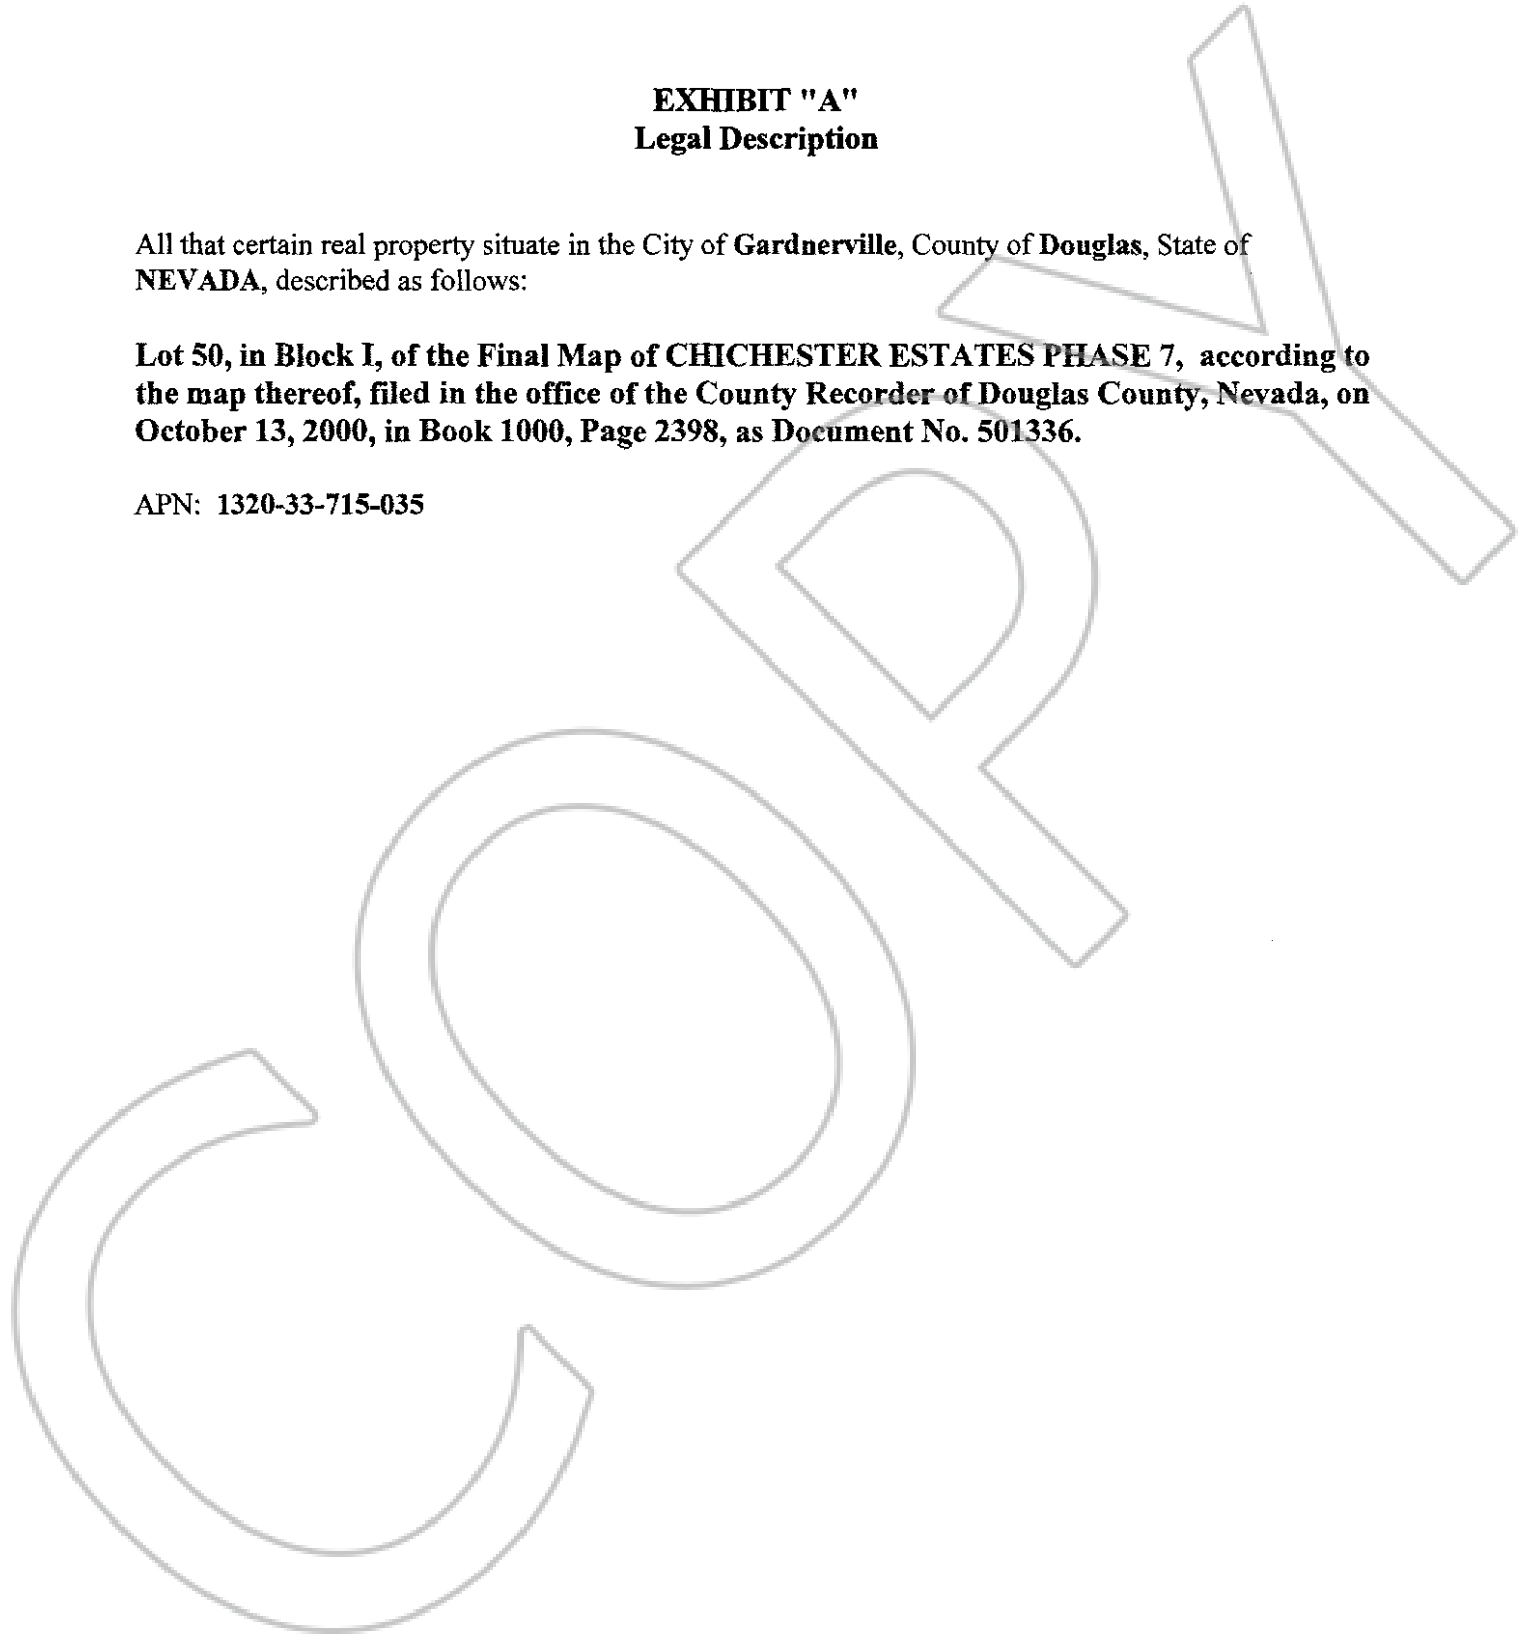 EXHIBIT "A"
Legal Description
All that certain real property situate in the City of Gardnerville, County of Douglas, State of
NEVADA, described as follows:
Lot 50, in Block I, of the Final Map of CHICHESTER ESTATES PHASE 7, according to
the map thereof, filed in the office of the County Recorder of Douglas County, Nevada, on
October 13, 2000, in Book 1000, Page 2398, as Document No. 501336.
APN: 1320-33-715-035
COPY